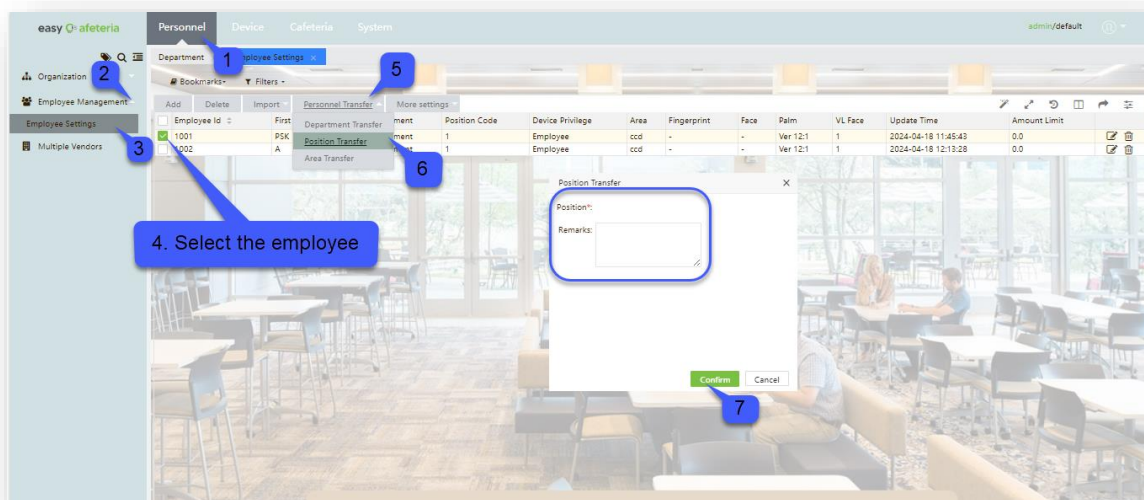 easy afeteria
Personnel Device Cafeteria System
admin/default
Department ployee Settings ×
1
Organization
2
Bookmarks- Filters -
5
Employee Management
Add Delete Import Personnel Transfer More settings
Employee Id First ment Position Code Device Privilege Area Fingerprint Face Palm VL Face Update Time Amount Limit
Department Transfer
Employee Settings
3
1001 PSK ment 1 Employee ccd - - Ver 12:1 1 2024-04-18 11:45:43 0.0
Position Transfer
1002 A 1 Employee ccd - - Ver 12:1 1 2024-04-18 12:13:28 0.0
Multiple Vendors
Area Transfer
6
Position Transfer ×
Position*:
Remarks:
4. Select the employee
Confirm Cancel
7